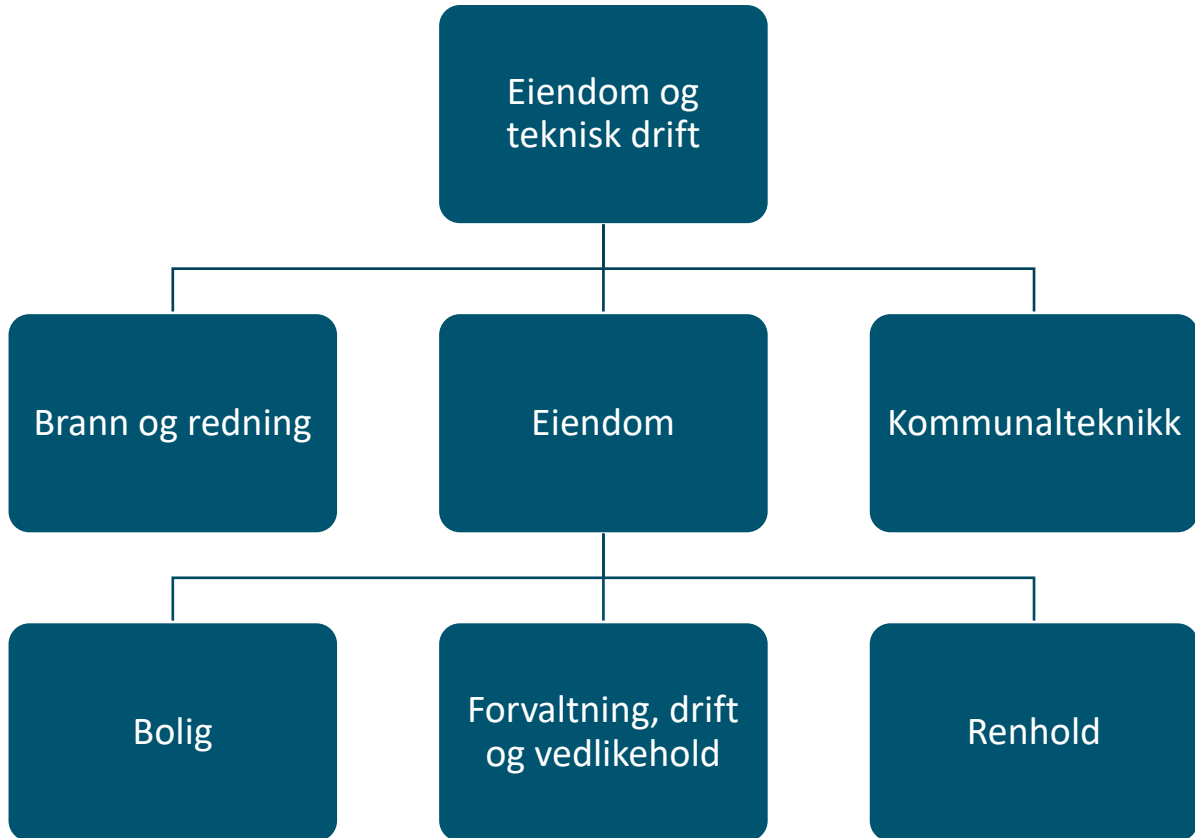 Eiendom og
teknisk drift
Brann og redning
Eiendom
Kommunalteknikk
Bolig
Forvaltning, drift
og vedlikehold
Renhold